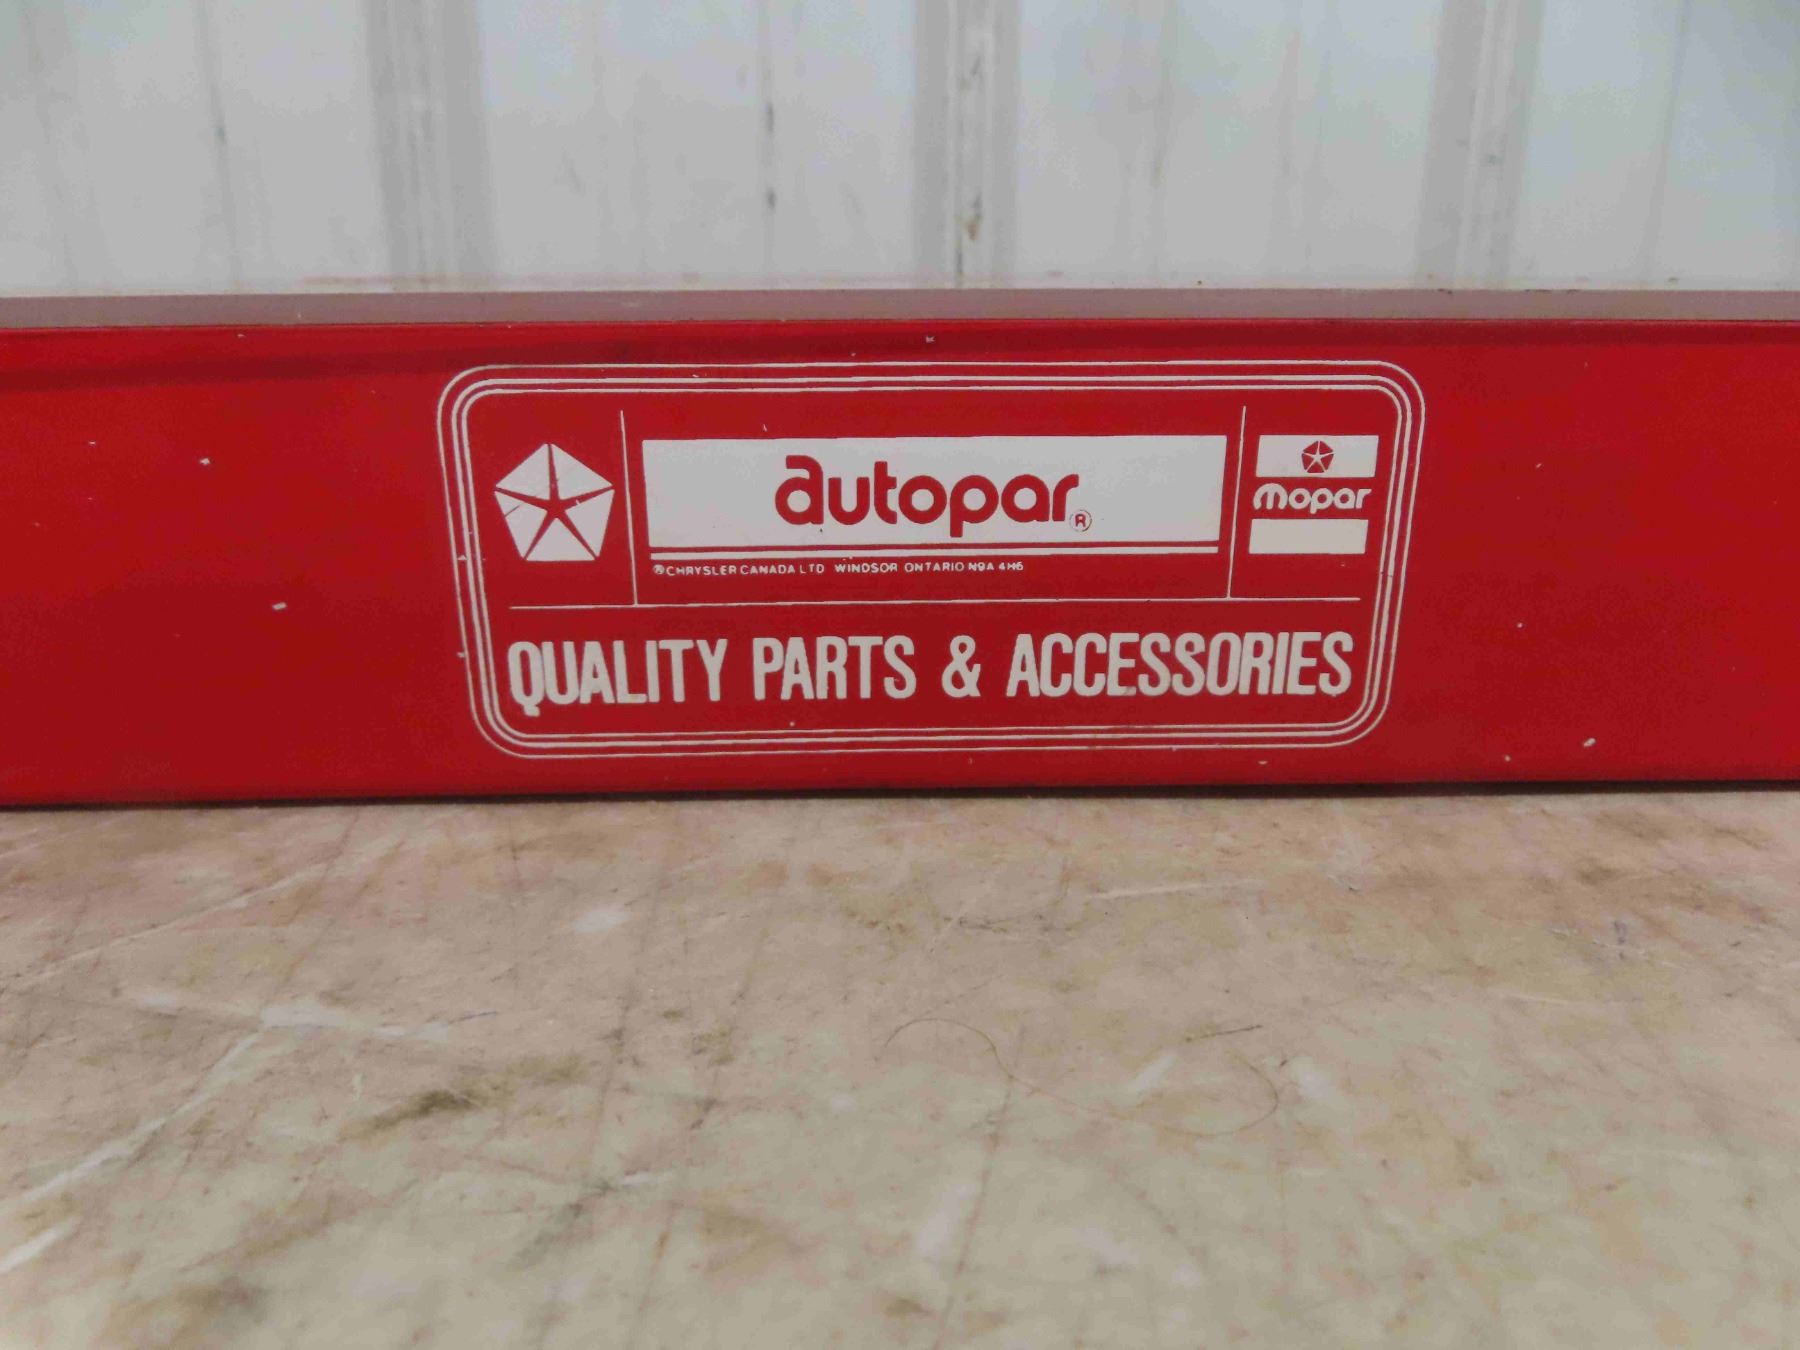 autopar®
®CHRYSLER CANADA LTD WINDSOR ONTARIO N9A 4H6
mopar
QUALITY PARTS & ACCESSORIES